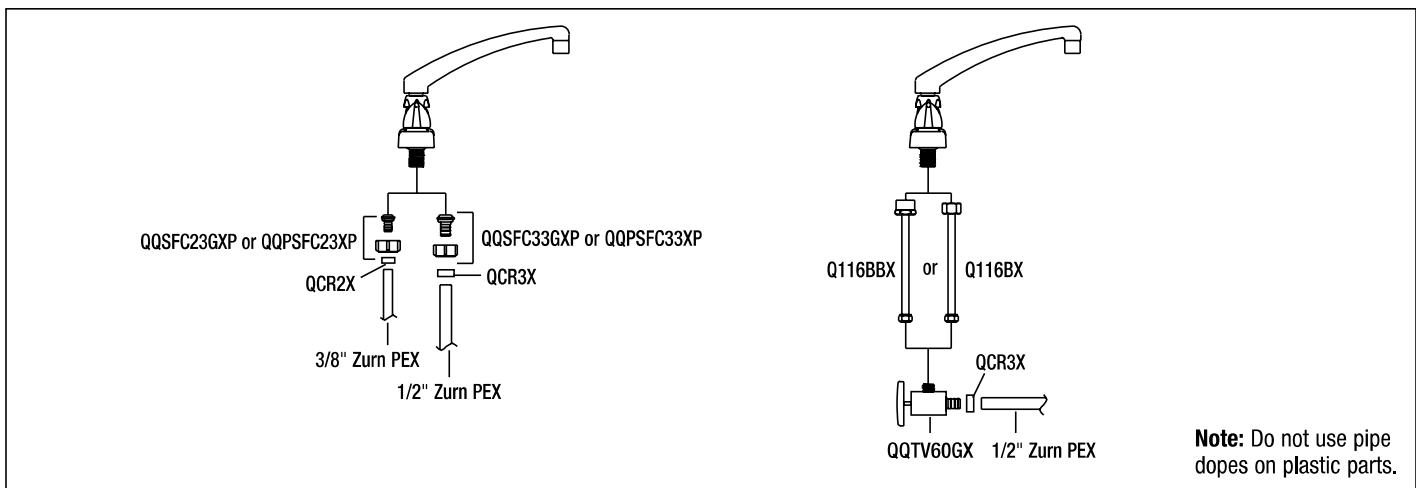 QQSFC23GXP or QQPSFC23XP
QCR2X
3/8" Zurn PEX
QQSFC33GXP or QQPSFC33XP
QCR3X
1/2" Zurn PEX
Q116BBX or Q116BX
QCR3X
QQTV60GX 1/2" Zurn PEX
Note: Do not use pipe
dopes on plastic parts.